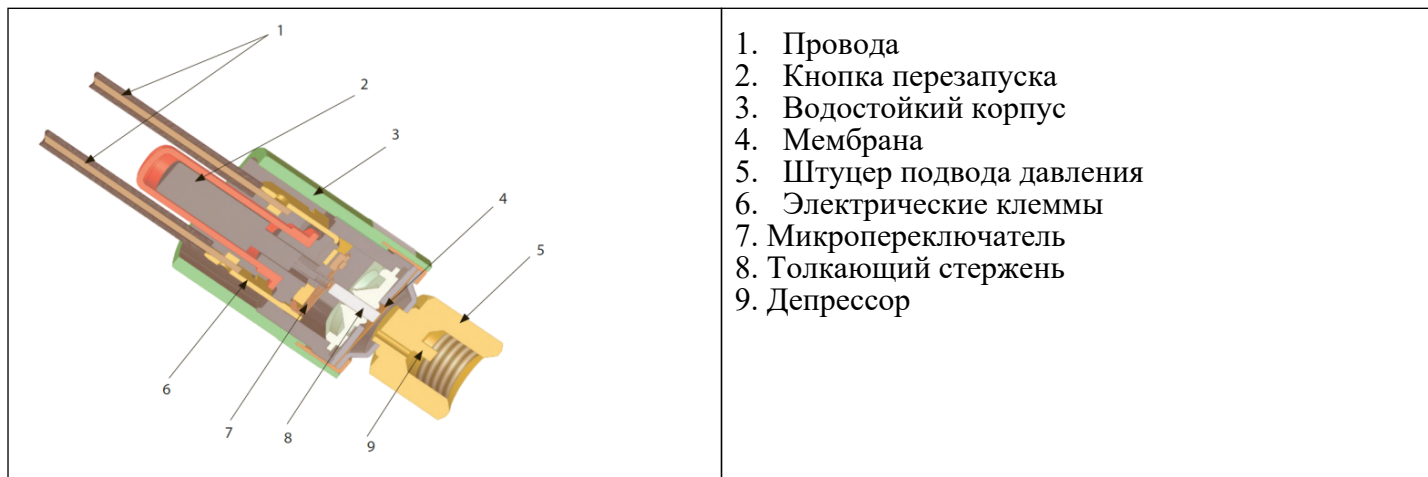 1
2
3
4
5
6
7
8
9
1. Провода
2. Кнопка перезапуска
3. Водостойкий корпус
4. Мембрана
5. Штуцер подвода давления
6. Электрические клеммы
7. Микропереключатель
8. Толкающий стержень
9. Депрессор